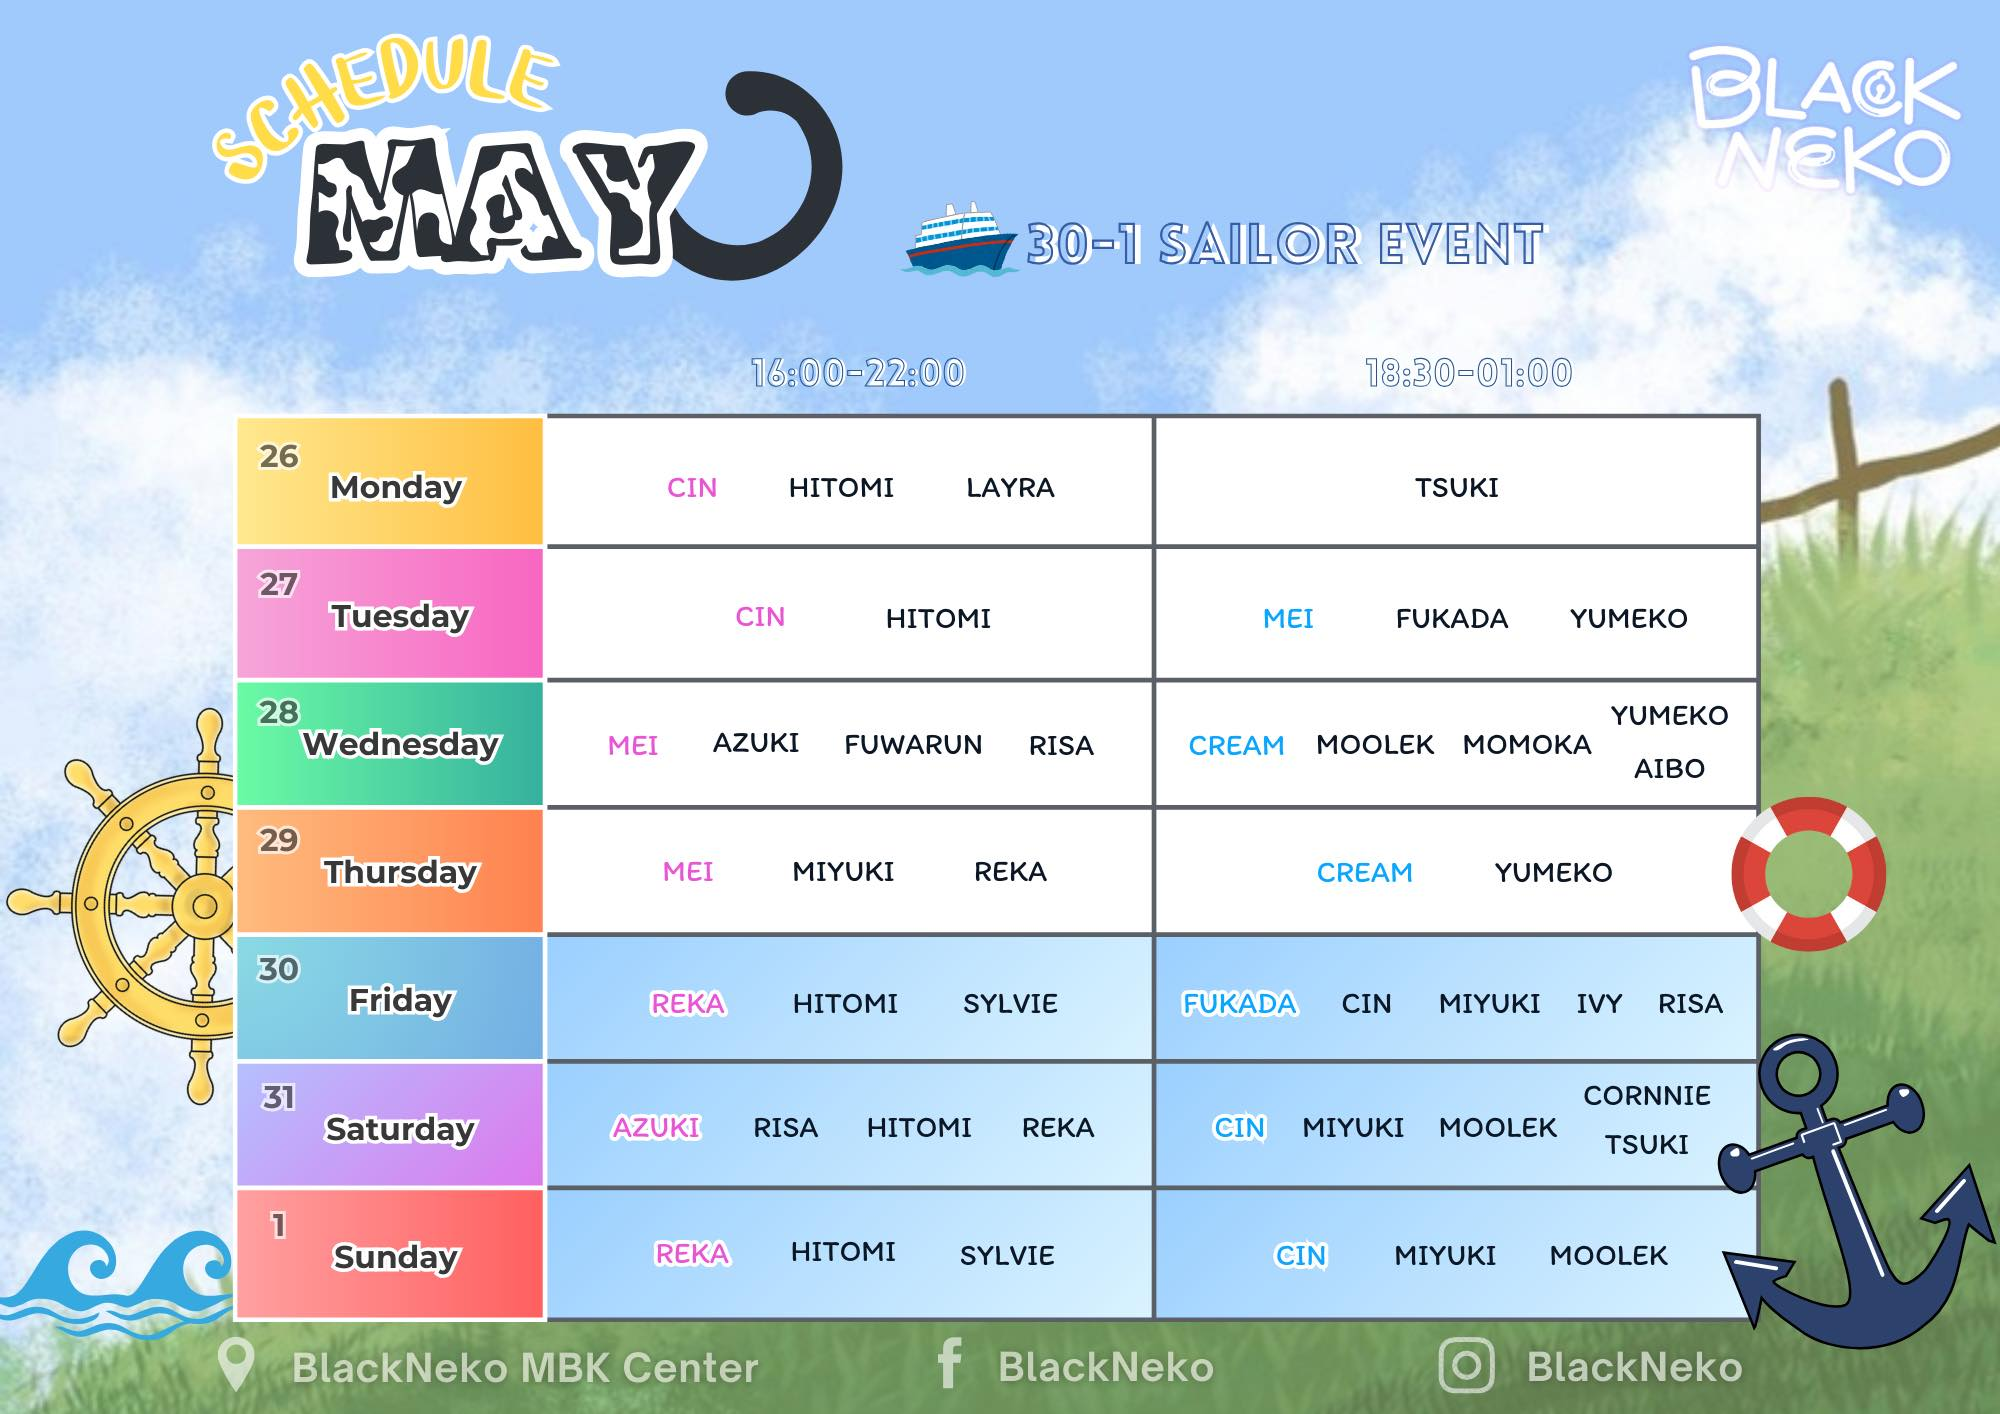 SCHEDULE
MAY
BLACK
NEKO
30-1 SAILOR EVENT
16:00-22:00 18:30-01:00
26
Monday CIN HITOMI LAYRA TSUKI
27
Tuesday CIN HITOMI MEI FUKADA YUMEKO
28
Wednesday MEI AZUKI FUWARUN RISA CREAM MOOLEK MOMOKA YUMEKO
AIBO
29
Thursday MEI MIYUKI REKA CREAM YUMEKO
30
Friday REKA HITOMI SYLVIE FUKADA CIN MIYUKI IVY RISA
31
Saturday AZUKI RISA HITOMI REKA CIN MIYUKI MOOLEK CORNNIE
TSUKI
1
Sunday REKA HITOMI SYLVIE CIN MIYUKI MOOLEK
BlackNeko MBK Center BlackNeko BlackNeko